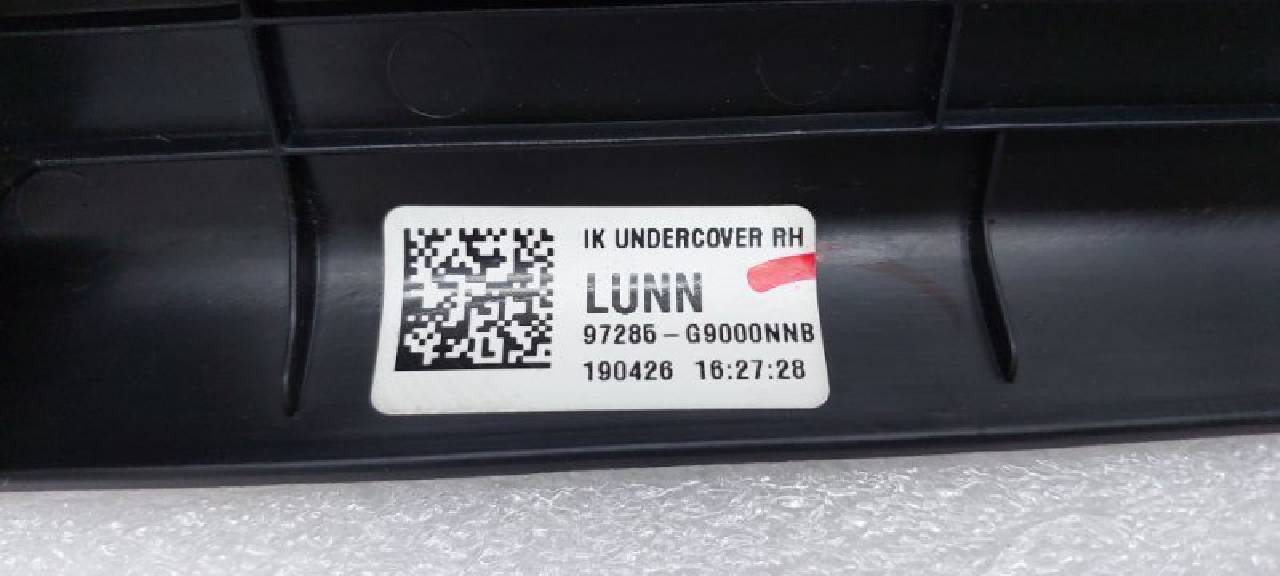 IK UNDERCOVER RH
LUNN
97285-G9000NNB
190426 16:27:28